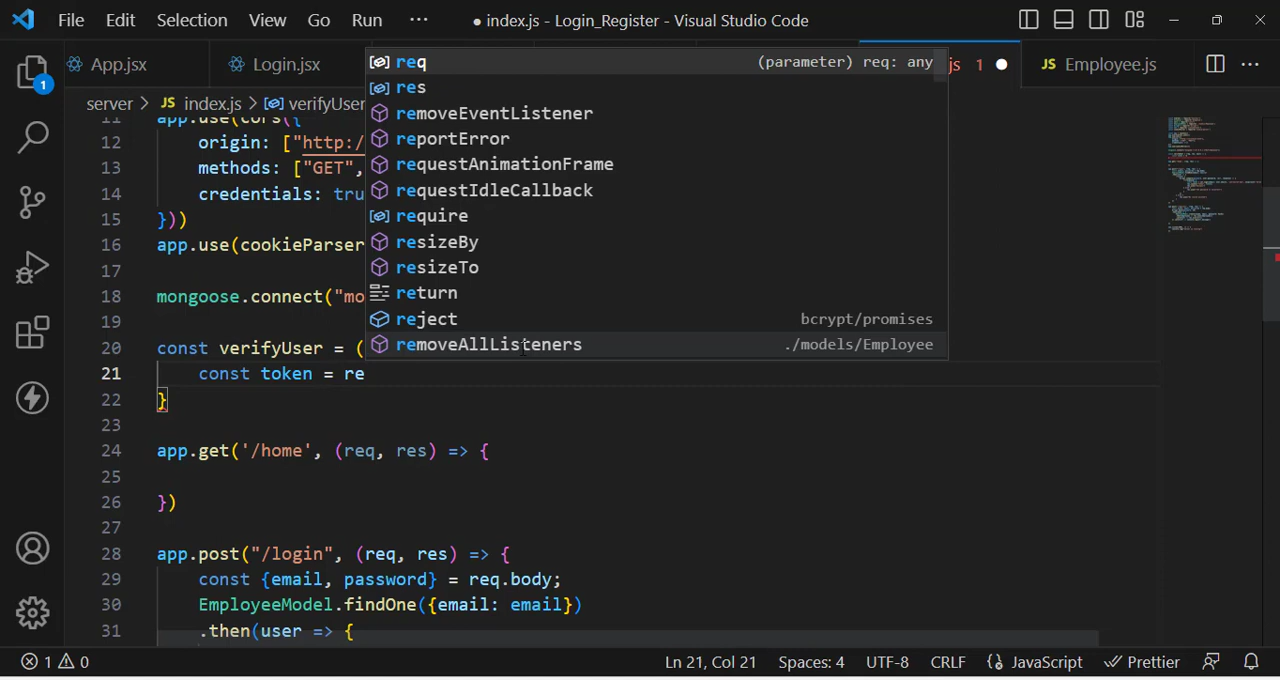 File Edit Selection View Go Run ··· ● index.js - Login_Register - Visual Studio Code
App.jsx Login.jsx js 1 ● JS Employee.js ···
server > JS index.js > verifyUser
1
11 app.use(cors({
12 origin: ["http:/
13 methods: ["GET",
14 credentials: tru
15 }))
16 app.use(cookieParser
17
18 mongoose.connect("mo
19
20 const verifyUser = (
21 const token = re
22 }
23
24 app.get('/home', (req, res) => {
25
26 })
27
28 app.post("/login", (req, res) => {
29 const {email, password} = req.body;
30 EmployeeModel.findOne({email: email})
31 .then(user => {
req (parameter) req: any
res
removeEventListener
reportError
requestAnimationFrame
requestIdleCallback
require
resizeBy
resizeTo
return
reject bcrypt/promises
removeAllListeners ./models/Employee
1 0 Ln 21, Col 21 Spaces: 4 UTF-8 CRLF {} JavaScript Prettier